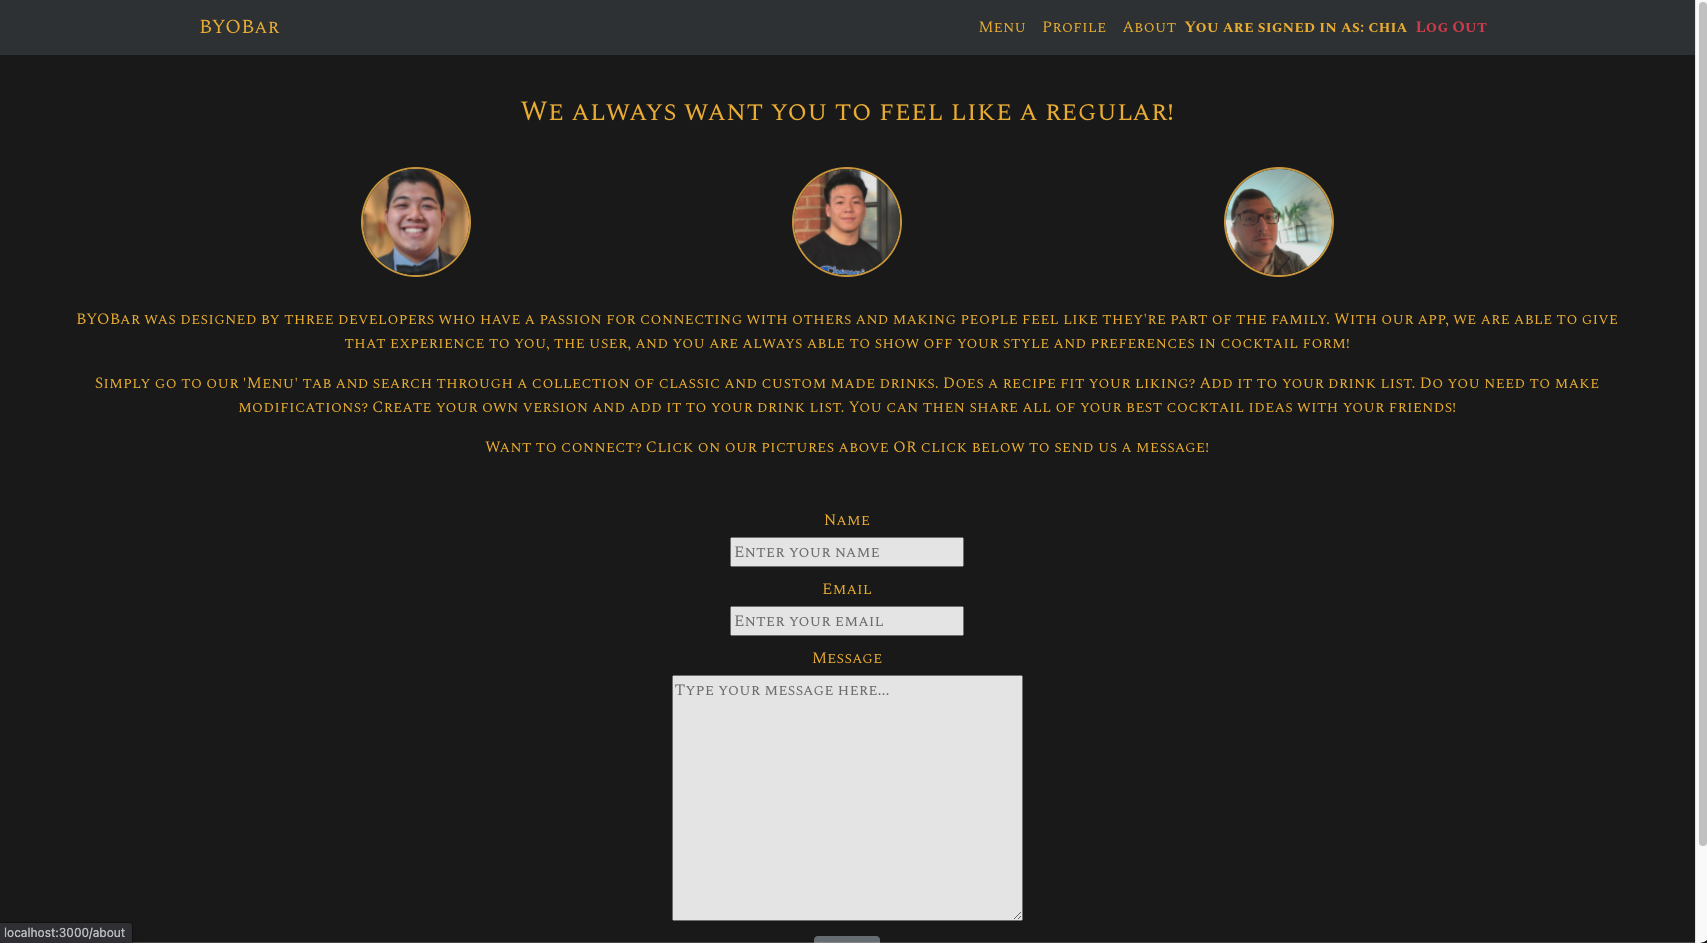 BYOBar
Menu Profile About You are signed in as: chia Log Out
We always want you to feel like a regular!
BYOBar was designed by three developers who have a passion for connecting with others and making people feel like they're part of the family. With our app, we are able to give
that experience to you, the user, and you are always able to show off your style and preferences in cocktail form!
Simply go to our 'Menu' tab and search through a collection of classic and custom made drinks. Does a recipe fit your liking? Add it to your drink list. Do you need to make
modifications? Create your own version and add it to your drink list. You can then share all of your best cocktail ideas with your friends!
Want to connect? Click on our pictures above OR click below to send us a message!
Name
Enter your name
Email
Enter your email
Message
Type your message here...
localhost:3000/about